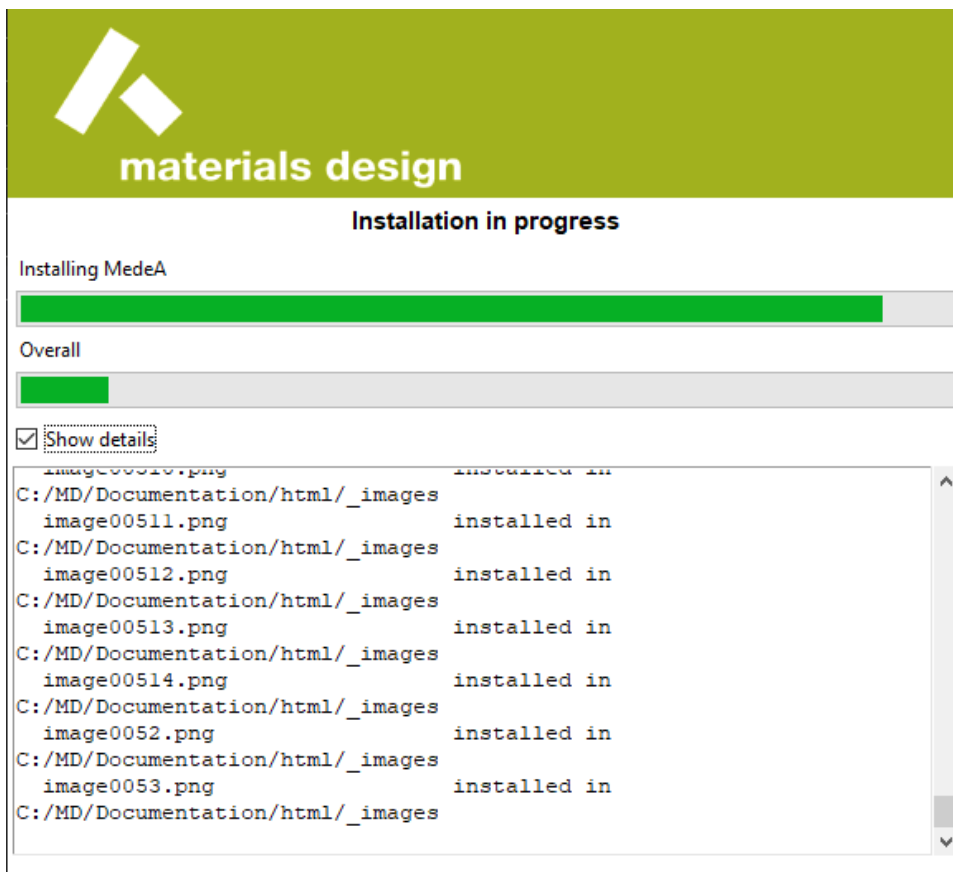 materials design
Installation in progress
Installing MedeA
Overall
Show details
installed in
C:/MD/Documentation/html/_images
image00511.png installed in
C:/MD/Documentation/html/_images
image00512.png installed in
C:/MD/Documentation/html/_images
image00513.png installed in
C:/MD/Documentation/html/_images
image00514.png installed in
C:/MD/Documentation/html/_images
image0052.png installed in
C:/MD/Documentation/html/_images
image0053.png installed in
C:/MD/Documentation/html/_images